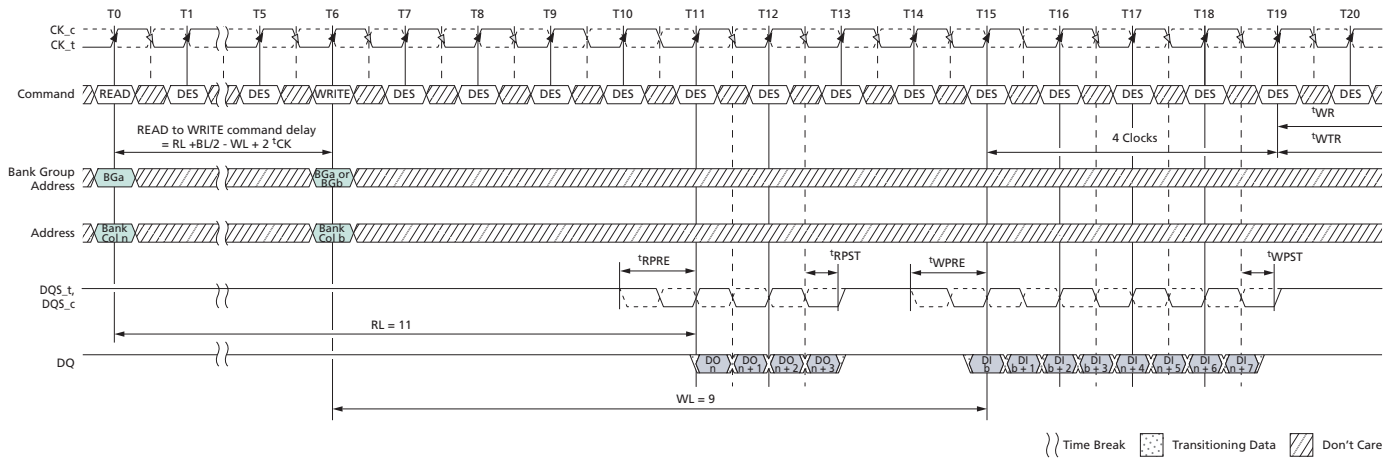 T0 T1 T5 T6 T7 T8 T9 T10 T11 T12 T13 T14 T15 T16 T17 T18 T19 T20
CK_c
CK_t
Command READ DES DES WRITE DES DES DES DES DES DES DES DES DES DES DES DES DES DES
tWR
READ to WRITE command delay
= RL +BL/2 - WL + 2 tCK
4 Clocks
tWTR
Bank Group
Address
BGa
BGa or
BGb
Address
Bank
Col n
Bank
Col b
tRPRE tRPST tWPRE tWPST
DQS_t,
DQS_c
RL = 11
DQ
DO
n
DO
n + 1
DO
n + 2
DO
n + 3
DI
b
DI
b + 1
DI
b + 2
DI
b + 3
DI
n + 4
DI
n + 5
DI
n + 6
DI
n + 7
WL = 9
Time Break Transitioning Data Don't Care